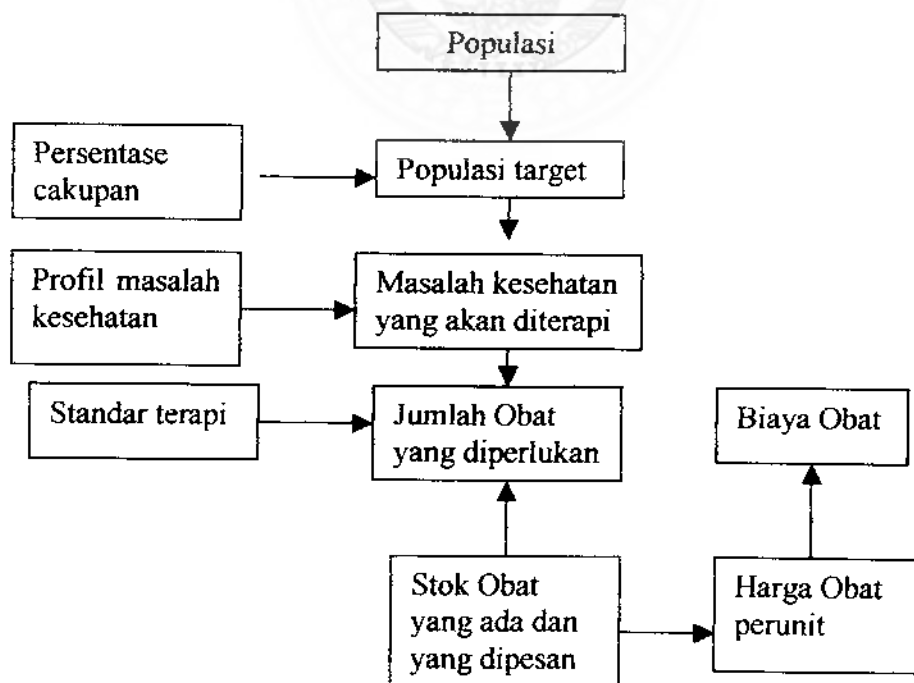 Populasi
Persentase
cakupan
Populasi target
Profil masalah
kesehatan
Masalah kesehatan
yang akan diterapi
Standar terapi
Jumlah Obat
yang diperlukan
Biaya Obat
Stok Obat
yang ada dan
yang dipesan
Harga Obat
perunit